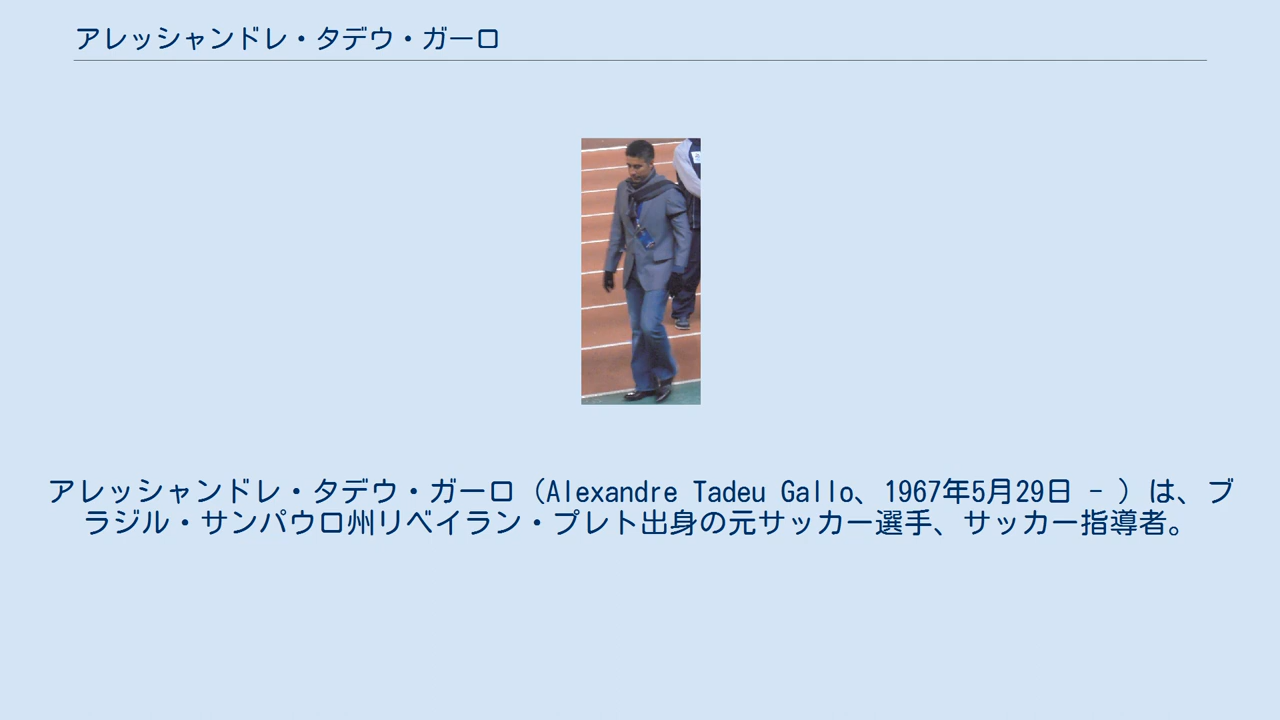 アレッシャンドレ・タデウ・ガーロ
アレッシャンドレ・タデウ・ガーロ（Alexandre Tadeu Gallo、1967年5月29日 - ）は、ブ
ラジル・サンパウロ州リベイラン・プレト出身の元サッカー選手、サッカー指導者。